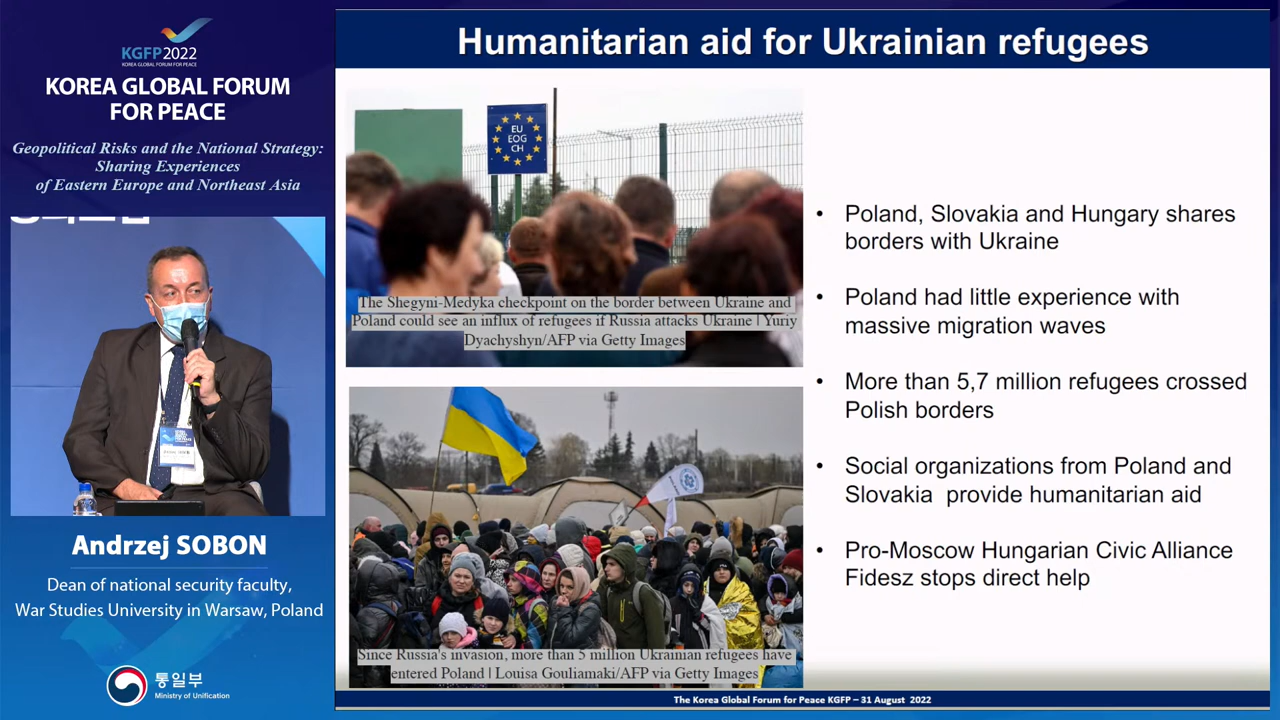 KGFP2022
KOREA GLOBAL FORUM FOR PEACE
KOREA GLOBAL FORUM
FOR PEACE
Geopolitical Risks and the National Strategy:
Sharing Experiences
of Eastern Europe and Northeast Asia
Andrzej SOBON
Dean of national security faculty,
War Studies University in Warsaw, Poland
통일부
Ministry of Unification
Humanitarian aid for Ukrainian refugees
EU
EOG
CH
The Shegyni-Medyka checkpoint on the border between Ukraine and
Poland could see an influx of refugees if Russia attacks Ukraine | Yuriy
Dyachyshyn/AFP via Getty Images
Since Russia's invasion, more than 5 million Ukrainian refugees have
entered Poland | Louisa Gouliamaki/AFP via Getty Images
• Poland, Slovakia and Hungary shares
borders with Ukraine
• Poland had little experience with
massive migration waves
• More than 5,7 million refugees crossed
Polish borders
• Social organizations from Poland and
Slovakia provide humanitarian aid
• Pro-Moscow Hungarian Civic Alliance
Fidesz stops direct help
The Korea Global Forum for Peace KGFP – 31 August 2022